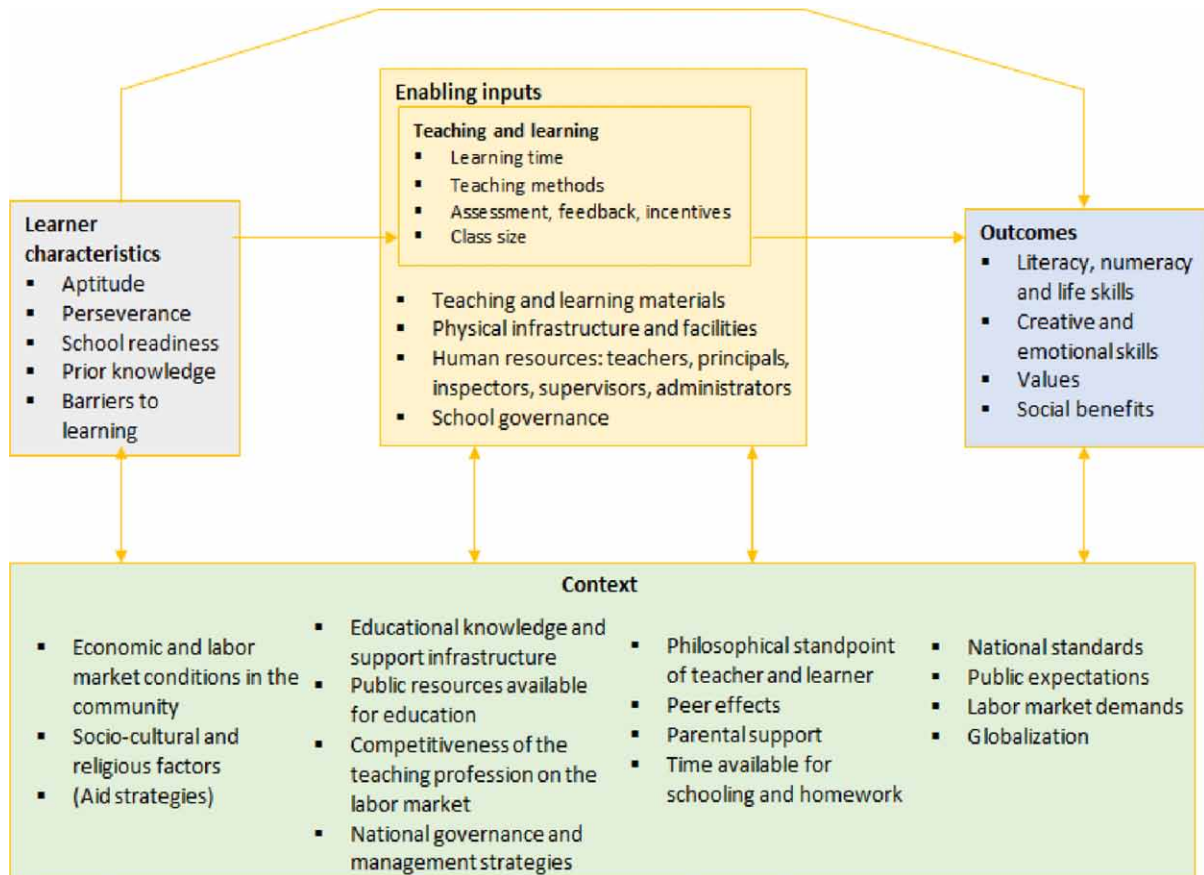 Enabling inputs
Teaching and learning
▪ Learning time
▪ Teaching methods
▪ Assessment, feedback, incentives
▪ Class size
▪ Teaching and learning materials
▪ Physical infrastructure and facilities
▪ Human resources: teachers, principals,
inspectors, supervisors, administrators
▪ School governance
Learner
characteristics
▪ Aptitude
▪ Perseverance
▪ School readiness
▪ Prior knowledge
▪ Barriers to
learning
Outcomes
▪ Literacy, numeracy
and life skills
▪ Creative and
emotional skills
▪ Values
▪ Social benefits
Context
▪ Economic and labor
market conditions in the
community
▪ Socio-cultural and
religious factors
▪ (Aid strategies)
▪ Educational knowledge and
support infrastructure
▪ Public resources available
for education
▪ Competitiveness of the
teaching profession on the
labor market
▪ National governance and
management strategies
▪ Philosophical standpoint
of teacher and learner
▪ Peer effects
▪ Parental support
▪ Time available for
schooling and homework
▪ National standards
▪ Public expectations
▪ Labor market demands
▪ Globalization